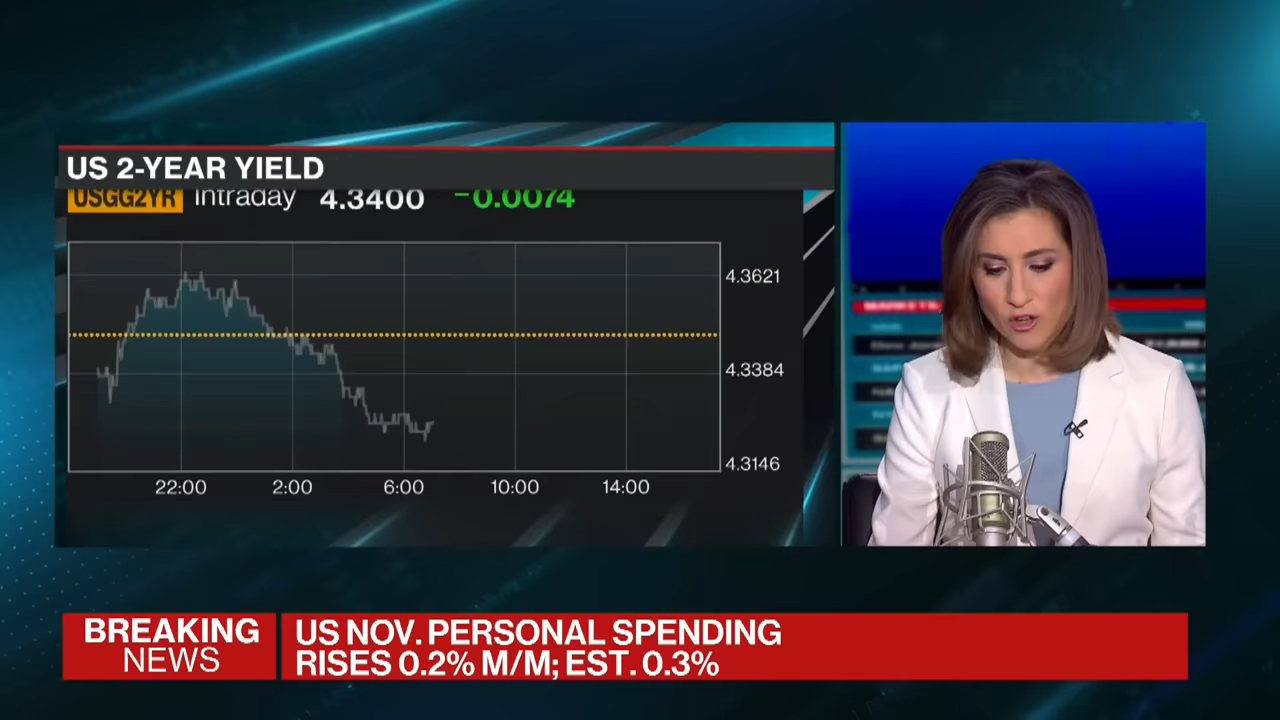 US 2-YEAR YIELD
USGG2YR Intraday 4.3400 -0.0074
4.3621
4.3384
4.3146
22:00 2:00 6:00 10:00 14:00
MARKETS
BREAKING
NEWS
US NOV. PERSONAL SPENDING
RISES 0.2% M/M; EST. 0.3%